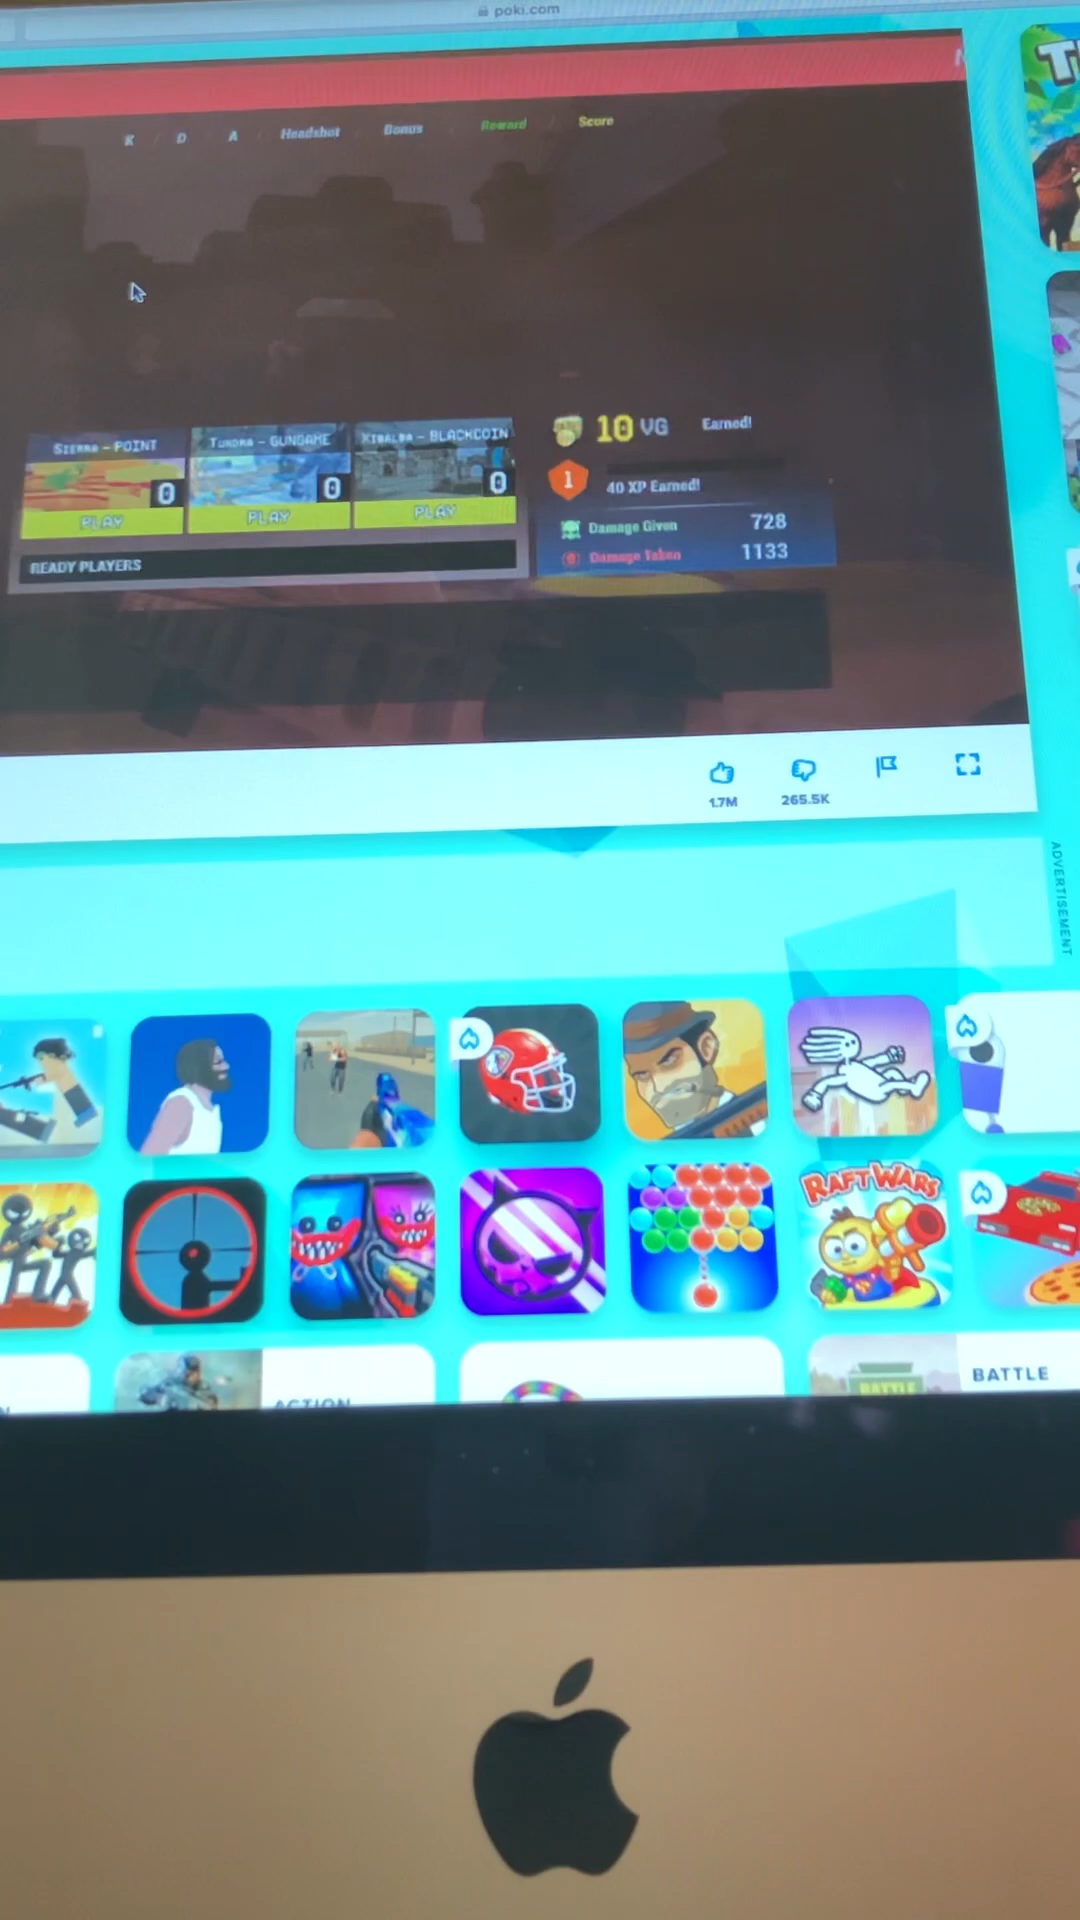 poki.com
K D A Headshot Bonus Reward Score
SIERRA - POINT
0
PLAY
TUNDRA - GUNGAME
0
PLAY
XIBALBA - BLACKCOIN
0
PLAY
READY PLAYERS
10 VG Earned!
1
40 XP Earned!
Damage Given 728
Damage Taken 1133
1.7M
265.5K
ADVERTISEMENT
RAFT WARS
ACTION
BATTLE
BATTLE